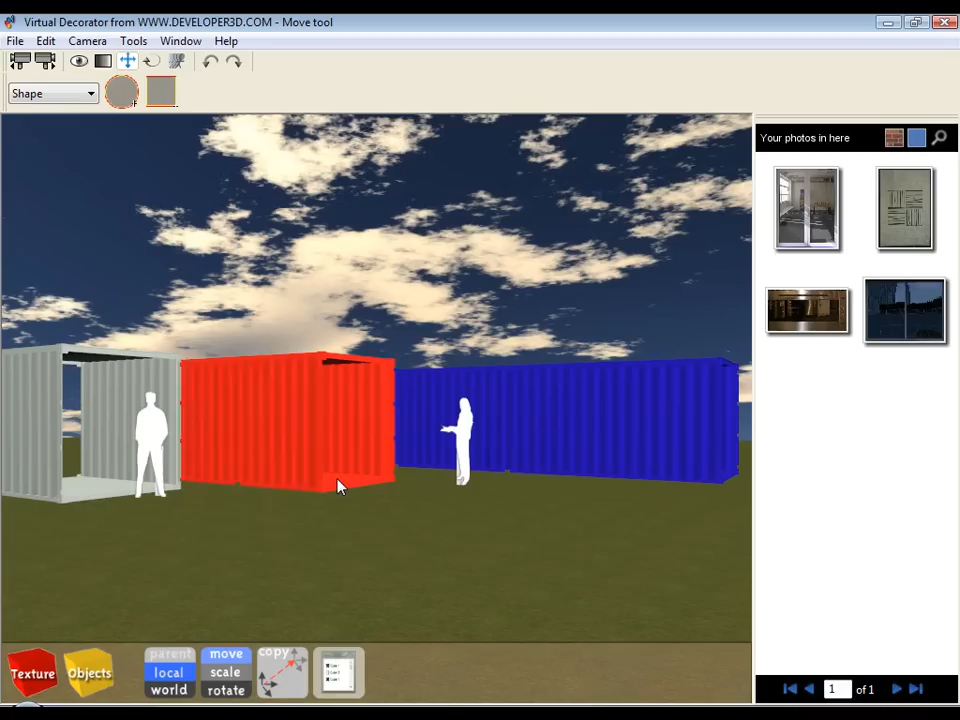 Virtual Decorator from WWW.DEVELOPER3D.COM - Move tool
File Edit Camera Tools Window Help
Shape
Your photos in here
Texture
Objects
parent
local
world
move
scale
rotate
copy
1 of 1